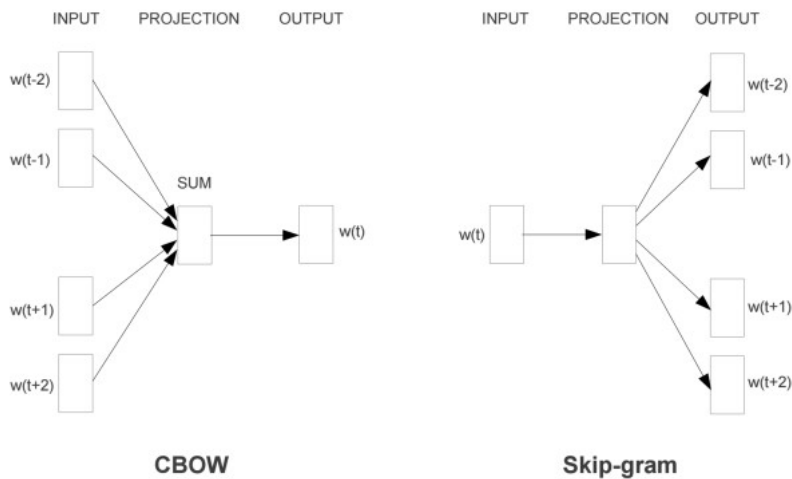 INPUT PROJECTION OUTPUT
w(t-2)
w(t-1)
SUM
w(t)
w(t+1)
w(t+2)
CBOW
INPUT PROJECTION OUTPUT
w(t-2)
w(t-1)
w(t)
w(t+1)
w(t+2)
Skip-gram